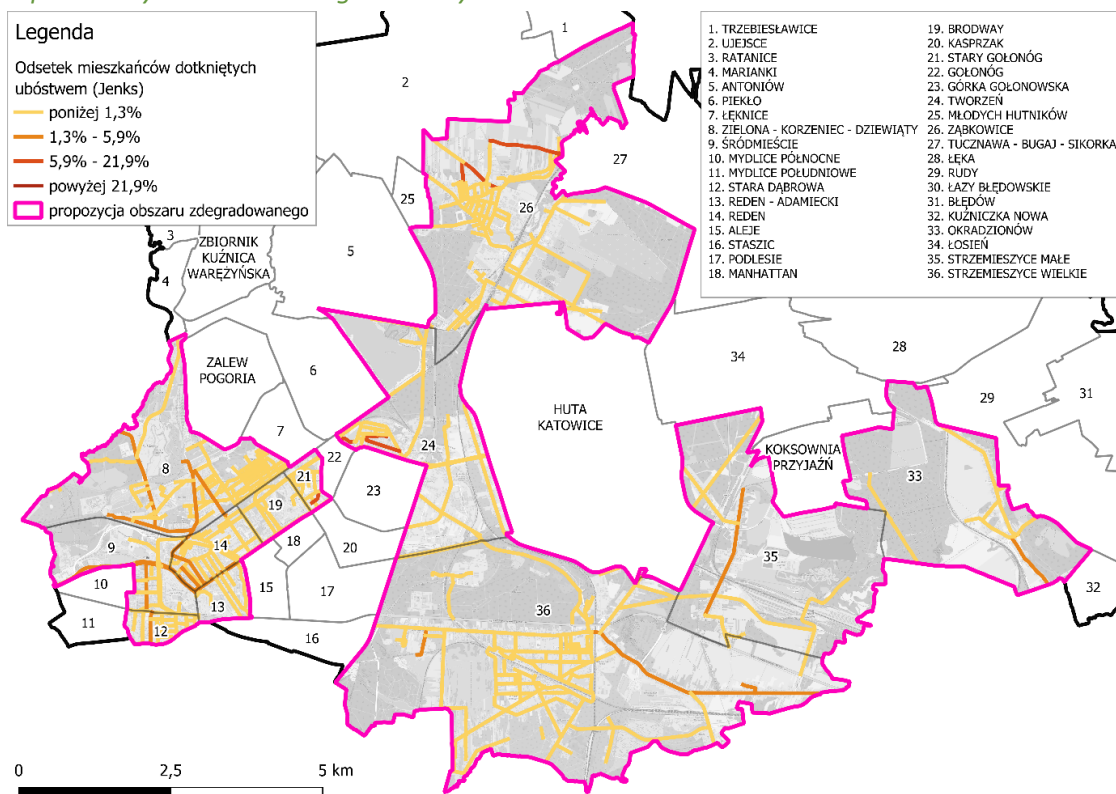 Legenda
Odsetek mieszkańców dotkniętych
ubóstwem (Jenks)
poniżej 1,3%
1,3% - 5,9%
5,9% - 21,9%
powyżej 21,9%
propozycja obszaru zdegradowanego
1. TRZEBIESŁAWICE
2. UJEJSCE
3. RATANICE
4. MARIANKI
5. ANTONIÓW
6. PIEKŁO
7. ŁĘKNICE
8. ZIELONA - KORZENIEC - DZIEWIĄTY
9. ŚRÓDMIEŚCIE
10. MYDLICE PÓŁNOCNE
11. MYDLICE POŁUDNIOWE
12. STARA DĄBROWA
13. REDEN - ADAMIECKI
14. REDEN
15. ALEJE
16. STASZIC
17. PODLESIE
18. MANHATTAN
19. BRODWAY
20. KASPRZAK
21. STARY GOŁONÓG
22. GOŁONÓG
23. GÓRKA GOŁONOWSKA
24. TWORZEŃ
25. MŁODYCH HUTNIKÓW
26. ZĄBKOWICE
27. TUCZNAWA - BUGAJ - SIKORKA
28. ŁĘKA
29. RUDY
30. ŁAZY BŁĘDOWSKIE
31. BŁĘDÓW
32. KUŹNICZKA NOWA
33. OKRADZIONÓW
34. ŁOSIEŃ
35. STRZEMIESZYCE MAŁE
36. STRZEMIESZYCE WIELKIE
1
2
27
25
26
3
ZBIORNIK
KUŹNICA
WARĘŻYŃSKA
5
4
34
28
ZALEW
POGORIA
6
29
31
HUTA
KATOWICE
7
24
22
KOKSOWNIA
PRZYJAŹŃ
8
21
23
33
19
14
18
20
9
35
10
15
17
32
13
36
11
12
16
0
2,5
5 km